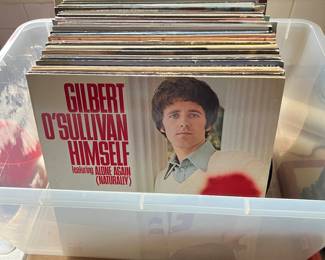 GILBERT
O'SULLIVAN
HIMSELF
featuring ALONE AGAIN
(NATURALLY)